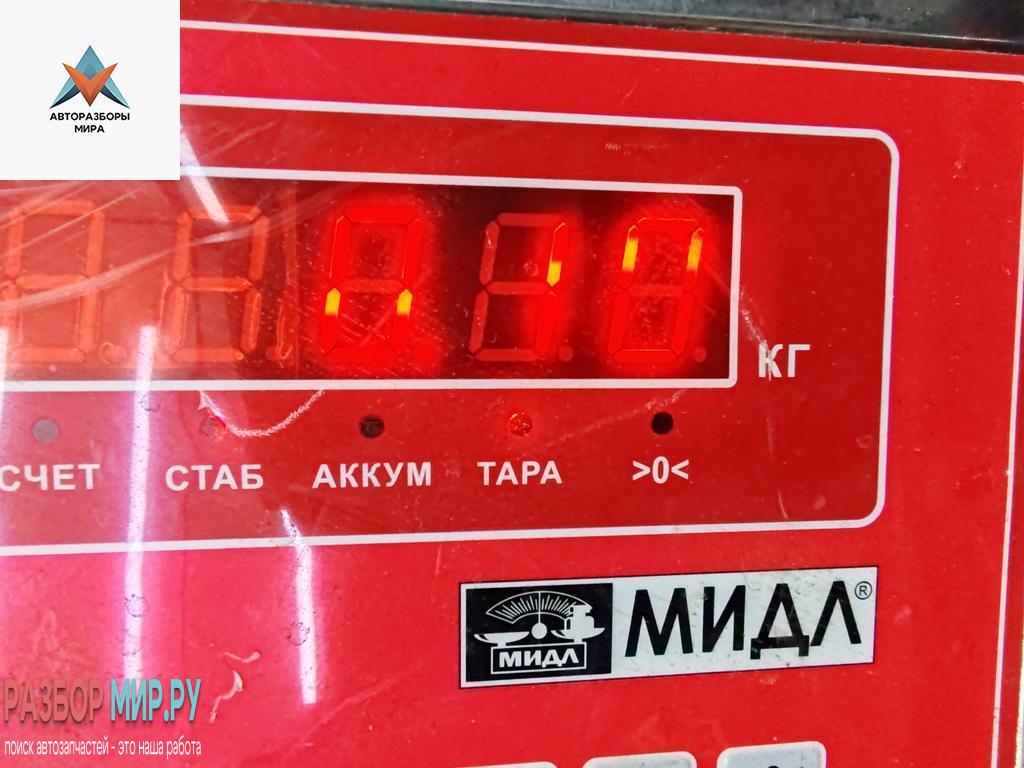 АВТОРАЗБОРЫ
МИРА
КГ
СЧЕТ СТАБ АККУМ ТАРА >0<
МИДЛ МИДЛ®
РАЗБОР МИР.РУ
поиск автозапчастей - это наша работа